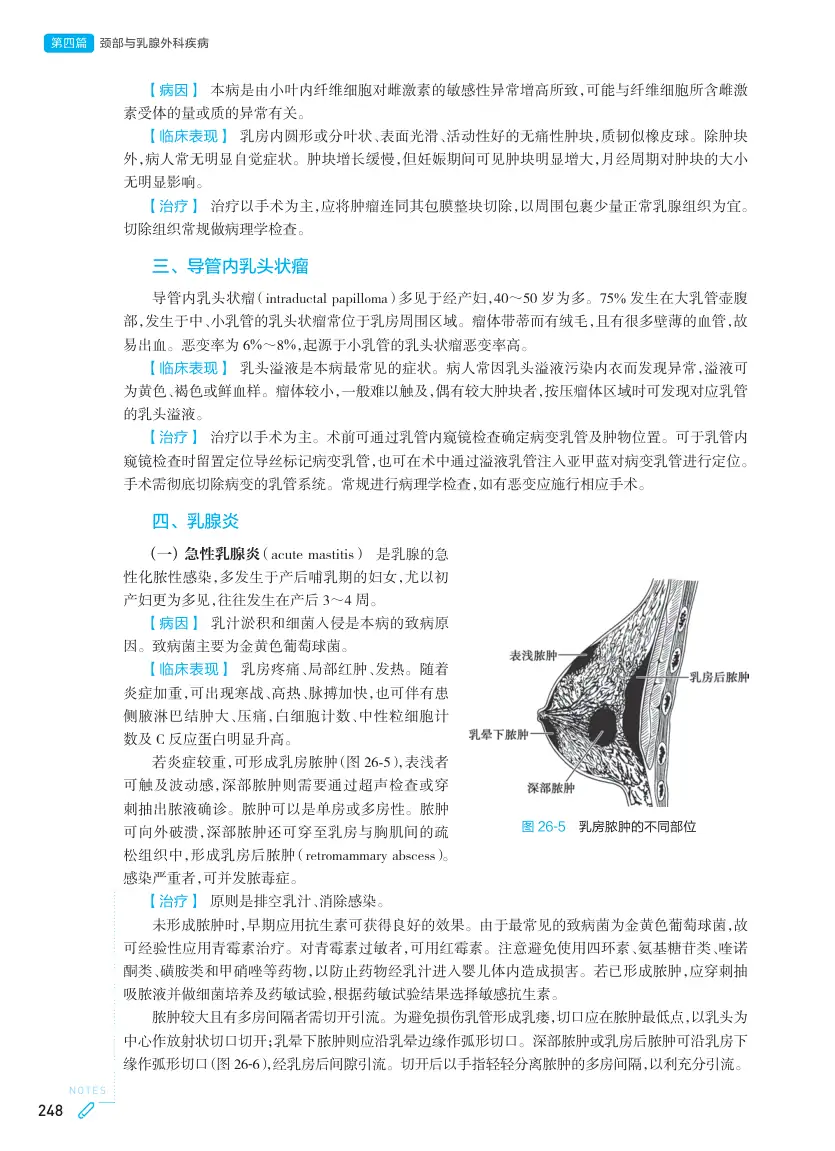 第四篇 颈部与乳腺外科疾病
【病因】 本病是由小叶内纤维细胞对雌激素的敏感性异常增高所致,可能与纤维细胞所含雌激
素受体的量或质的异常有关。
【临床表现】 乳房内圆形或分叶状、表面光滑、活动性好的无痛性肿块,质韧似橡皮球。除肿块
外,病人常无明显自觉症状。肿块增长缓慢,但妊娠期间可见肿块明显增大,月经周期对肿块的大小
无明显影响。
【治疗】 治疗以手术为主,应将肿瘤连同其包膜整块切除,以周围包裹少量正常乳腺组织为宜。
切除组织常规做病理学检查。
三、导管内乳头状瘤
导管内乳头状瘤(intraductal papilloma)多见于经产妇,40～50 岁为多。75% 发生在大乳管壶腹
部,发生于中、小乳管的乳头状瘤常位于乳房周围区域。瘤体带蒂而有绒毛,且有很多壁薄的血管,故
易出血。恶变率为 6%～8%,起源于小乳管的乳头状瘤恶变率高。
【临床表现】 乳头溢液是本病最常见的症状。病人常因乳头溢液污染内衣而发现异常,溢液可
为黄色、褐色或鲜血样。瘤体较小,一般难以触及,偶有较大肿块者,按压瘤体区域时可发现对应乳管
的乳头溢液。
【治疗】 治疗以手术为主。术前可通过乳管内窥镜检查确定病变乳管及肿物位置。可于乳管内
窥镜检查时留置定位导丝标记病变乳管,也可在术中通过溢液乳管注入亚甲蓝对病变乳管进行定位。
手术需彻底切除病变的乳管系统。常规进行病理学检查,如有恶变应施行相应手术。
四、乳腺炎
(一)急性乳腺炎(acute mastitis) 是乳腺的急
性化脓性感染,多发生于产后哺乳期的妇女,尤以初
产妇更为多见,往往发生在产后 3～4 周。
【病因】 乳汁淤积和细菌入侵是本病的致病原
因。致病菌主要为金黄色葡萄球菌。
【临床表现】 乳房疼痛、局部红肿、发热。随着
炎症加重,可出现寒战、高热、脉搏加快,也可伴有患
侧腋淋巴结肿大、压痛,白细胞计数、中性粒细胞计
数及 C 反应蛋白明显升高。
若炎症较重,可形成乳房脓肿(图 26-5),表浅者
可触及波动感,深部脓肿则需要通过超声检查或穿
刺抽出脓液确诊。脓肿可以是单房或多房性。脓肿
可向外破溃,深部脓肿还可穿至乳房与胸肌间的疏
松组织中,形成乳房后脓肿(retromammary abscess)。
感染严重者,可并发脓毒症。
表浅脓肿
乳房后脓肿
乳晕下脓肿
深部脓肿
图 26-5 乳房脓肿的不同部位
【治疗】 原则是排空乳汁、消除感染。
未形成脓肿时,早期应用抗生素可获得良好的效果。由于最常见的致病菌为金黄色葡萄球菌,故
可经验性应用青霉素治疗。对青霉素过敏者,可用红霉素。注意避免使用四环素、氨基糖苷类、喹诺
酮类、磺胺类和甲硝唑等药物,以防止药物经乳汁进入婴儿体内造成损害。若已形成脓肿,应穿刺抽
吸脓液并做细菌培养及药敏试验,根据药敏试验结果选择敏感抗生素。
脓肿较大且有多房间隔者需切开引流。为避免损伤乳管形成乳瘘,切口应在脓肿最低点,以乳头为
中心作放射状切口切开;乳晕下脓肿则应沿乳晕边缘作弧形切口。深部脓肿或乳房后脓肿可沿乳房下
缘作弧形切口(图 26-6),经乳房后间隙引流。切开后以手指轻轻分离脓肿的多房间隔,以利充分引流。
NOTES
248